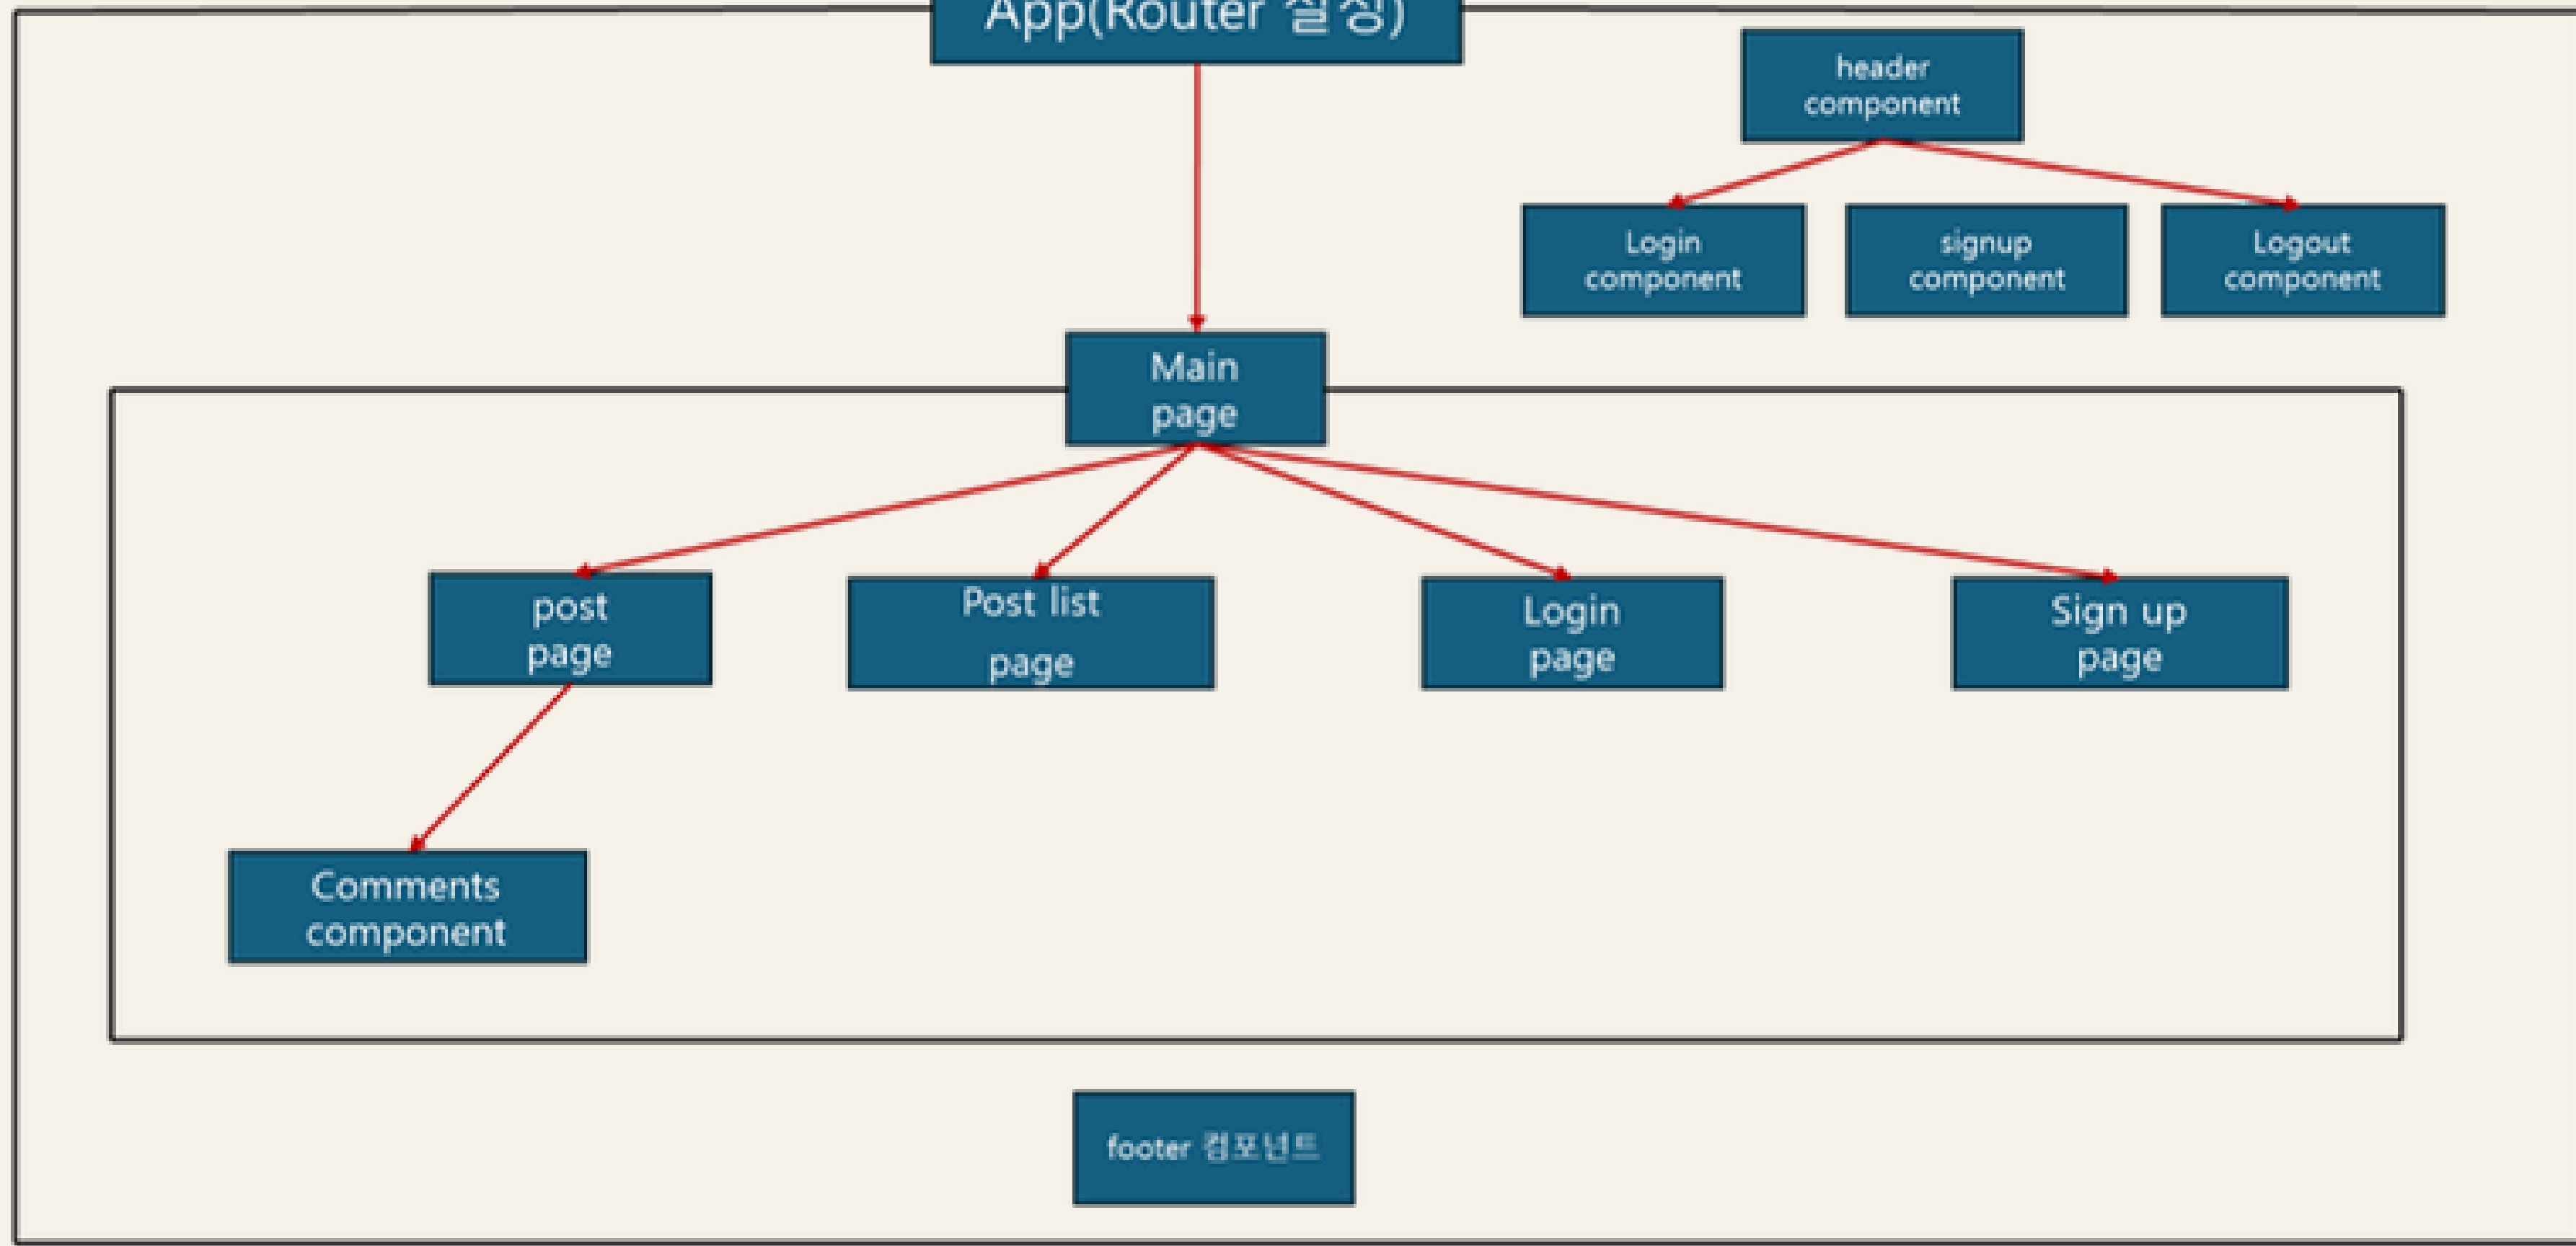 App(Router 설정)
header
component
Login
component
signup
component
Logout
component
Main
page
post
page
Post list
page
Login
page
Sign up
page
Comments
component
footer 컴포넌트